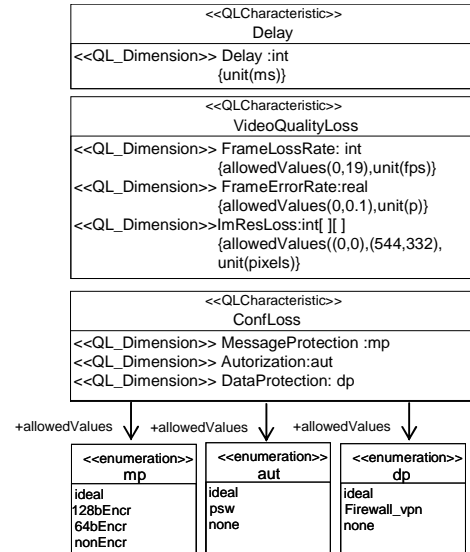 <<QLCharacteristic>>
Delay
<<QL_Dimension>> Delay :int
{unit(ms)}
<<QLCharacteristic>>
VideoQualityLoss
<<QL_Dimension>> FrameLossRate: int
{allowedValues(0,19),unit(fps)}
<<QL_Dimension>> FrameErrorRate:real
{allowedValues(0,0.1),unit(p)}
<<QL_Dimension>>ImResLoss:int[ ][ ]
{allowedValues((0,0),(544,332),
unit(pixels)}
<<QLCharacteristic>>
ConfLoss
<<QL_Dimension>> MessageProtection :mp
<<QL_Dimension>> Autorization:aut
<<QL_Dimension>> DataProtection: dp
+allowedValues
+allowedValues
+allowedValues
<<enumeration>>
mp
ideal
128bEncr
64bEncr
nonEncr
<<enumeration>>
aut
ideal
psw
none
<<enumeration>>
dp
ideal
Firewall_vpn
none